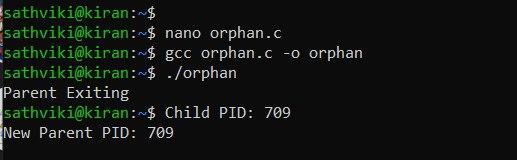 sathviki@kiran:~$
sathviki@kiran:~$ nano orphan.c
sathviki@kiran:~$ gcc orphan.c -o orphan
sathviki@kiran:~$ ./orphan
Parent Exiting
sathviki@kiran:~$ Child PID: 709
New Parent PID: 709